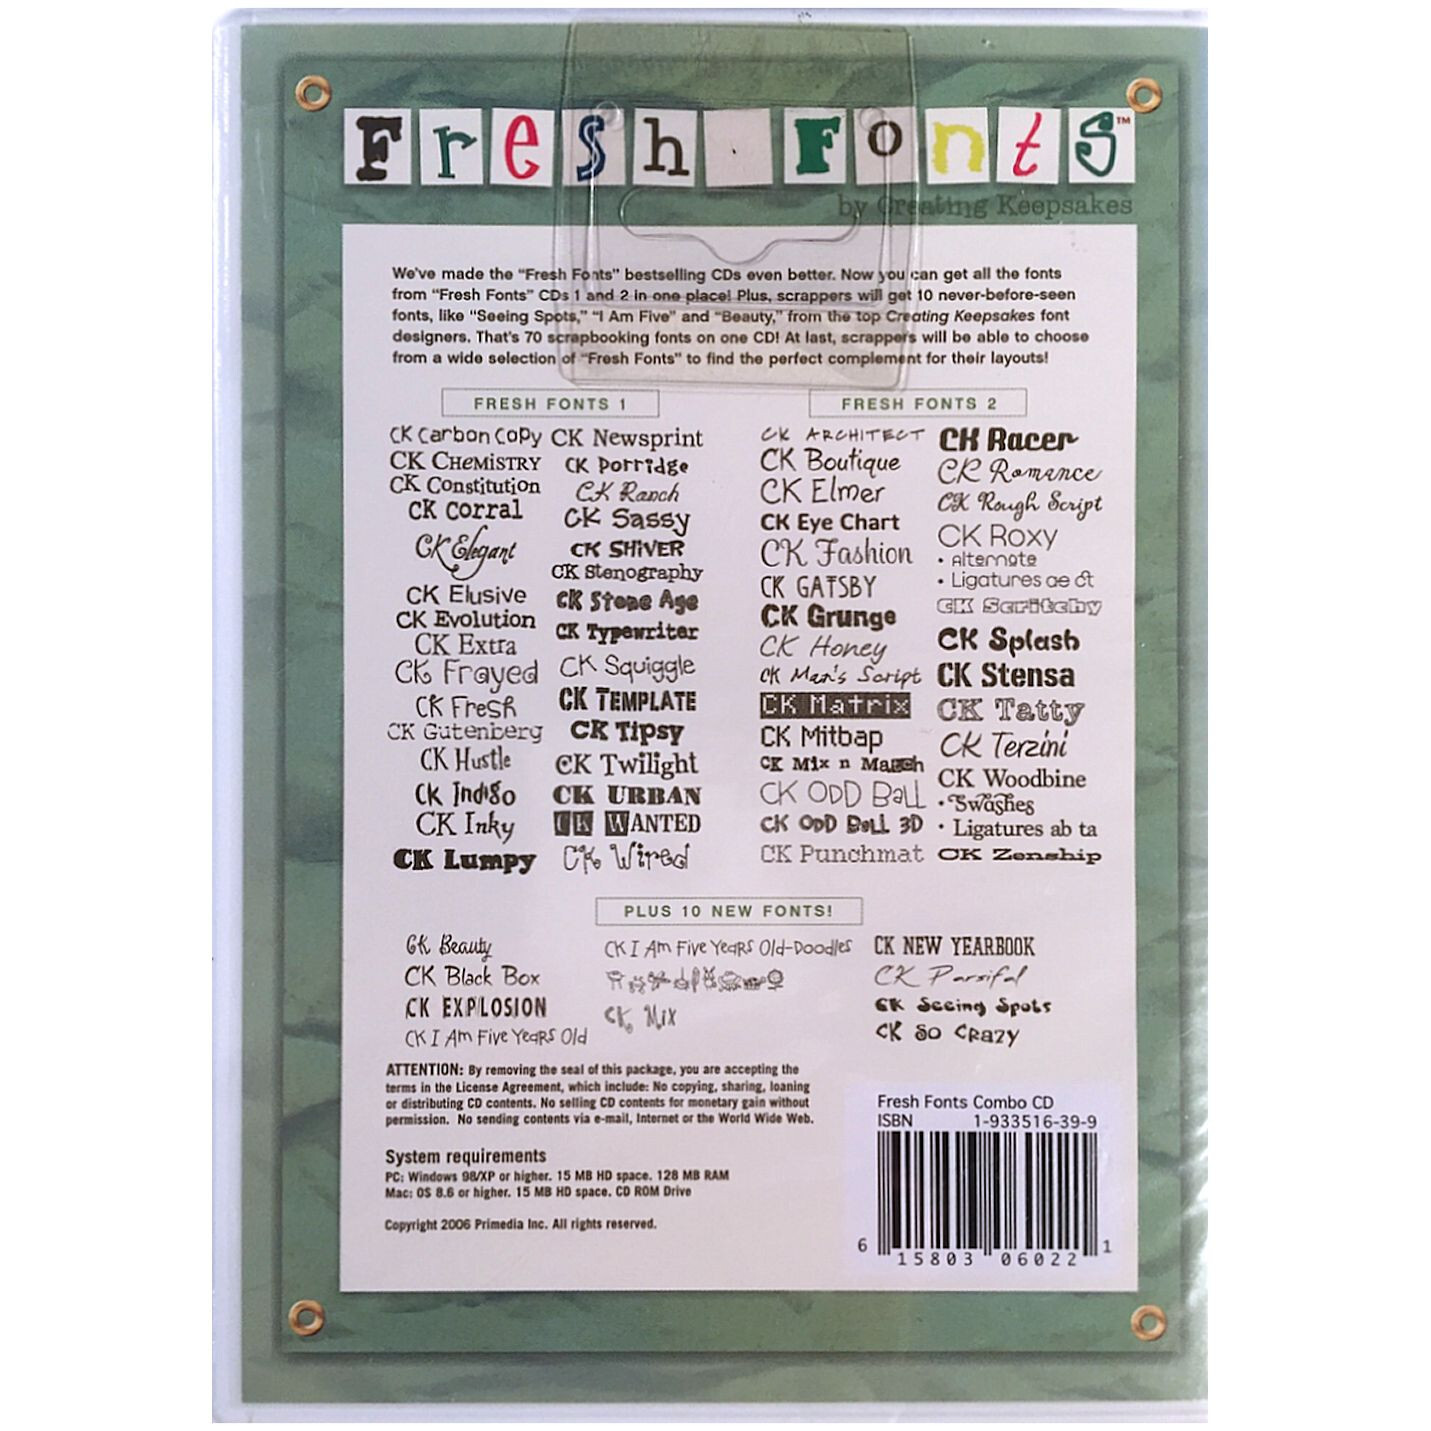 Fresh Fonts™
by Creating Keepsakes
We've made the "Fresh Fonts" bestselling CDs even better. Now you can get all the fonts
from "Fresh Fonts" CDs 1 and 2 in one place! Plus, scrappers will get 10 never-before-seen
fonts, like "Seeing Spots," "I Am Five" and "Beauty," from the top Creating Keepsakes font
designers. That's 70 scrapbooking fonts on one CD! At last, scrappers will be able to choose
from a wide selection of "Fresh Fonts" to find the perfect complement for their layouts!
FRESH FONTS 1
CK Carbon Copy
CK CHEMISTRY
CK Constitution
CK Corral
CK Elegant
CK Elusive
CK Evolution
CK Extra
CK Frayed
CK Fresh
CK Gutenberg
CK Hustle
CK Indigo
CK Inky
CK Lumpy
CK Newsprint
CK Porridge
CK Ranch
CK Sassy
CK SHiVER
CK Stenography
CK Stone Age
CK Typewriter
CK Squiggle
CK TEMPLATE
CK Tipsy
CK Twilight
CK URBAN
CK WANTED
CK Wired
FRESH FONTS 2
CK ARCHITECT
CK Boutique
CK Elmer
CK Eye Chart
CK Fashion
CK GATSBY
CK Grunge
CK Honey
CK Man's Script
CK Matrix
CK Mitbap
CK Mix n Match
CK ODD Ball
CK ODD Ball 3D
CK Punchmat
CK Racer
CK Romance
CK Rough Script
CK Roxy
• Alternate
• Ligatures ae ct
CK Scritchy
CK Splash
CK Stensa
CK Tatty
CK Terzini
CK Woodbine
• Swashes
• Ligatures ab ta
CK Zenship
PLUS 10 NEW FONTS!
CK Beauty
CK Black Box
CK EXPLOSION
CK I Am Five YeaRs Old
CK I Am Five YeaRs Old-Doodles
CK Mix
CK NEW YEARBOOK
CK Parsifal
CK Seeing Spots
CK So Crazy
ATTENTION: By removing the seal of this package, you are accepting the
terms in the License Agreement, which include: No copying, sharing, loaning
or distributing CD contents. No selling CD contents for monetary gain without
permission. No sending contents via e-mail, Internet or the World Wide Web.
System requirements
PC: Windows 98/XP or higher. 15 MB HD space. 128 MB RAM
Mac: OS 8.6 or higher. 15 MB HD space. CD ROM Drive
Copyright 2006 Primedia Inc. All rights reserved.
Fresh Fonts Combo CD
ISBN 1-933516-39-9
6 15803 06022 1